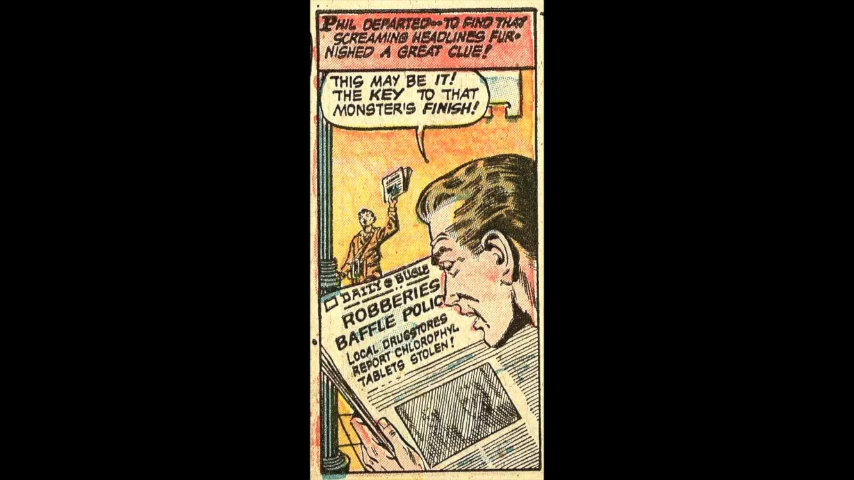 PHIL DEPARTED--TO FIND THAT
SCREAMING HEADLINES FUR-
NISHED A GREAT CLUE!
THIS MAY BE IT!
THE KEY TO THAT
MONSTER'S FINISH!
DAILY BUGLE
ROBBERIES
BAFFLE POLIC
LOCAL DRUGSTORES
REPORT CHLOROPHYL
TABLETS STOLEN!